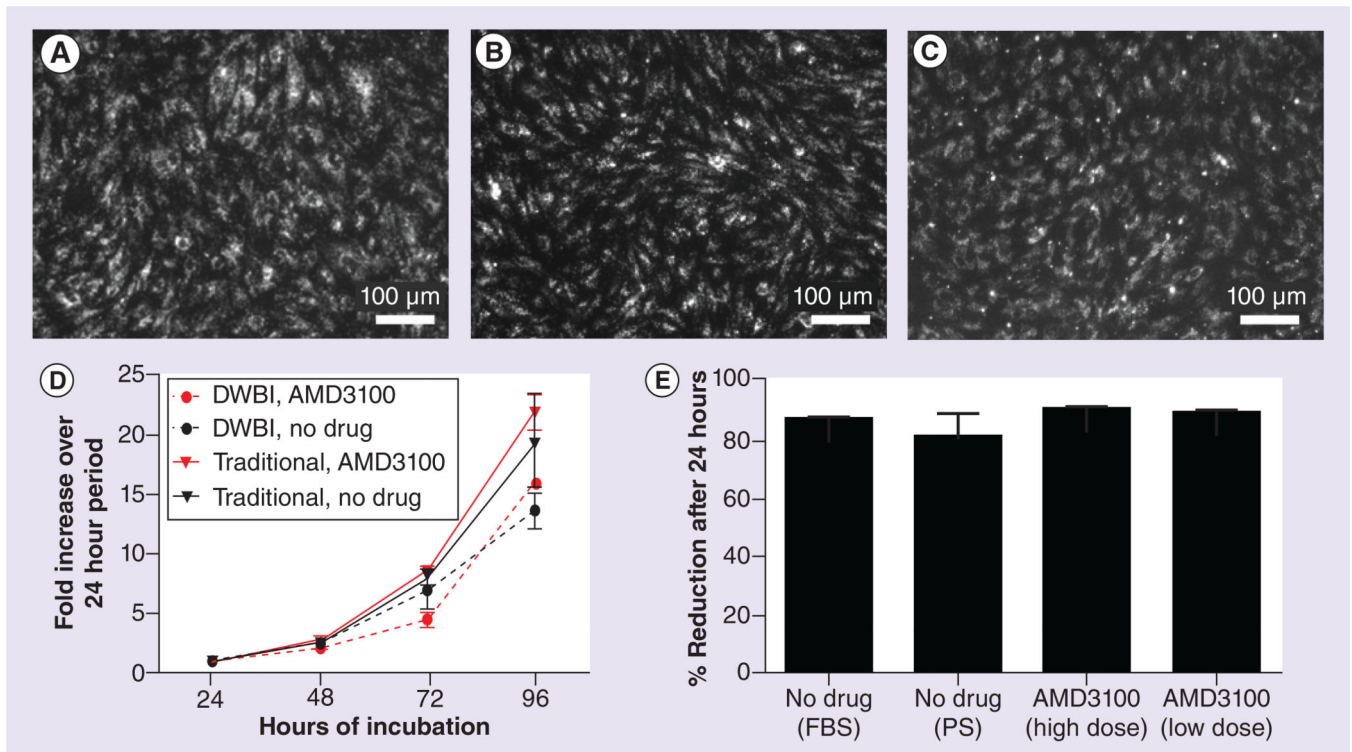 A
B
C
100 µm
100 µm
100 µm
D
Fold increase over
24 hour period
25
20
15
10
5
0
DWBI, AMD3100
DWBI, no drug
Traditional, AMD3100
Traditional, no drug
24
48
72
96
Hours of incubation
E
% Reduction after 24 hours
100
80
60
40
20
0
No drug
(FBS)
No drug
(PS)
AMD3100
(high dose)
AMD3100
(low dose)